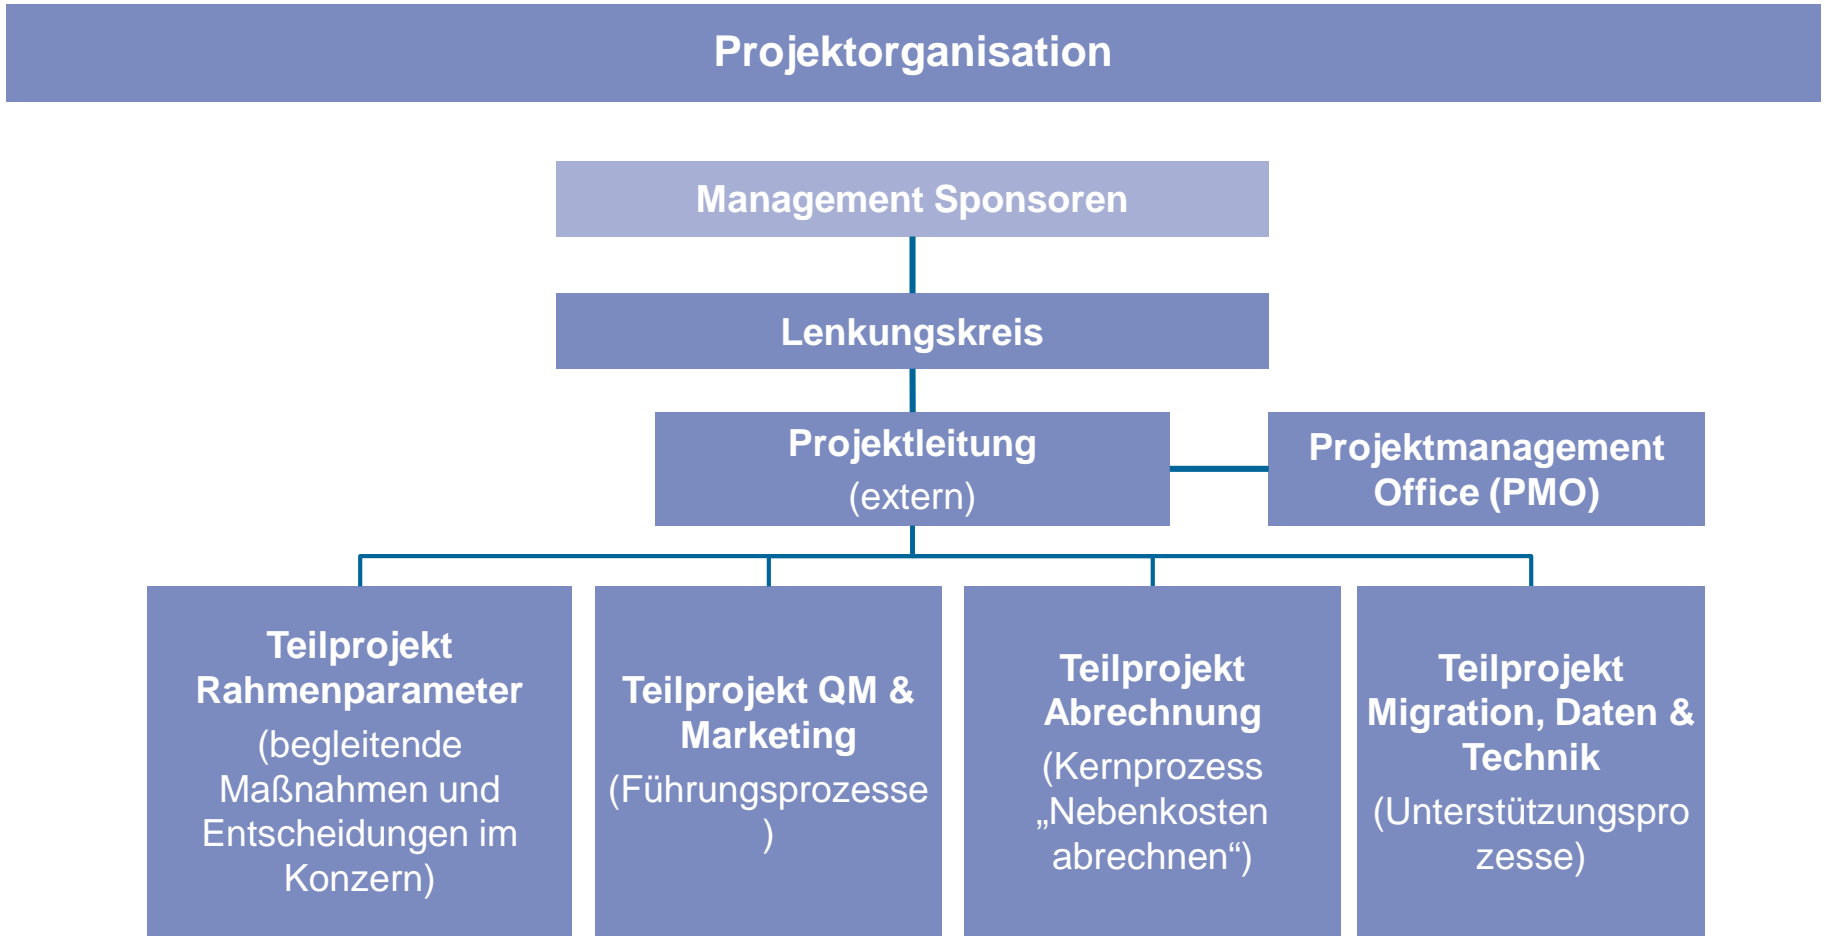 Projektorganisation
Management Sponsoren
Lenkungskreis
Projektleitung
(extern)
Projektmanagement
Office (PMO)
Teilprojekt
Rahmenparameter
(begleitende
Maßnahmen und
Entscheidungen im
Konzern)
Teilprojekt QM &
Marketing
(Führungsprozesse
)
Teilprojekt
Abrechnung
(Kernprozess
„Nebenkosten
abrechnen“)
Teilprojekt
Migration, Daten &
Technik
(Unterstützungspro
zesse)